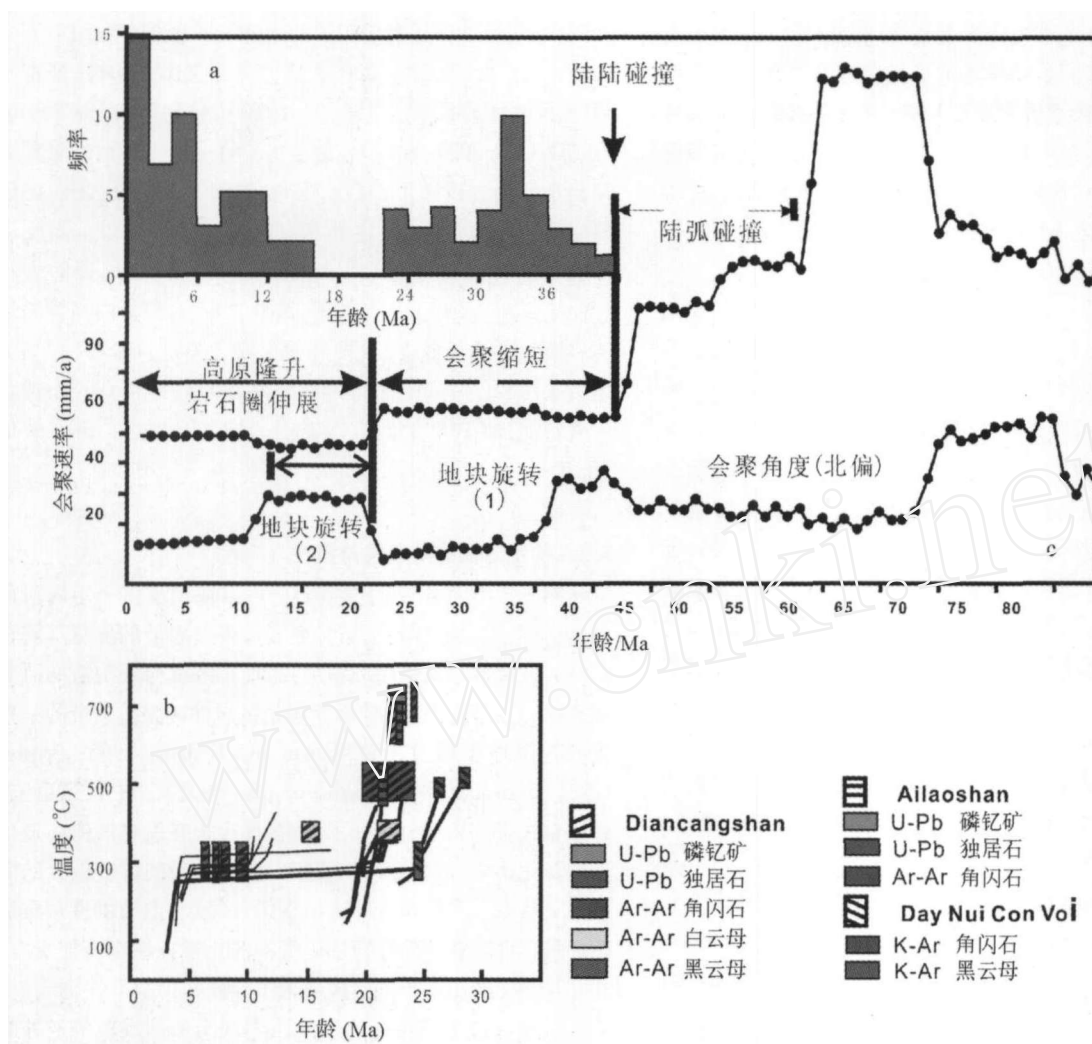 15
a
10
5
0
频率
6 12 18 24 30 36
年龄 (Ma)
陆陆碰撞
陆弧碰撞
90
60
50
40
20
会聚速率 (mm/a)
高原隆升
岩石圈伸展
会聚缩短
地块旋转
(2)
地块旋转
(1)
会聚角度(北偏)
c
0 5 10 15 20 25 30 35 40 45 50 55 60 65 70 75 80
年龄/Ma
b
700
500
300
100
温度 (°C)
0 5 10 15 20 25 30
年龄 (Ma)
Diancangshan
U-Pb 磷钇矿
U-Pb 独居石
Ar-Ar 角闪石
Ar-Ar 白云母
Ar-Ar 黑云母
Ailaoshan
U-Pb 磷钇矿
U-Pb 独居石
Ar-Ar 角闪石
Day Nui Con Voi
K-Ar 角闪石
K-Ar 黑云母
www.cnki.net